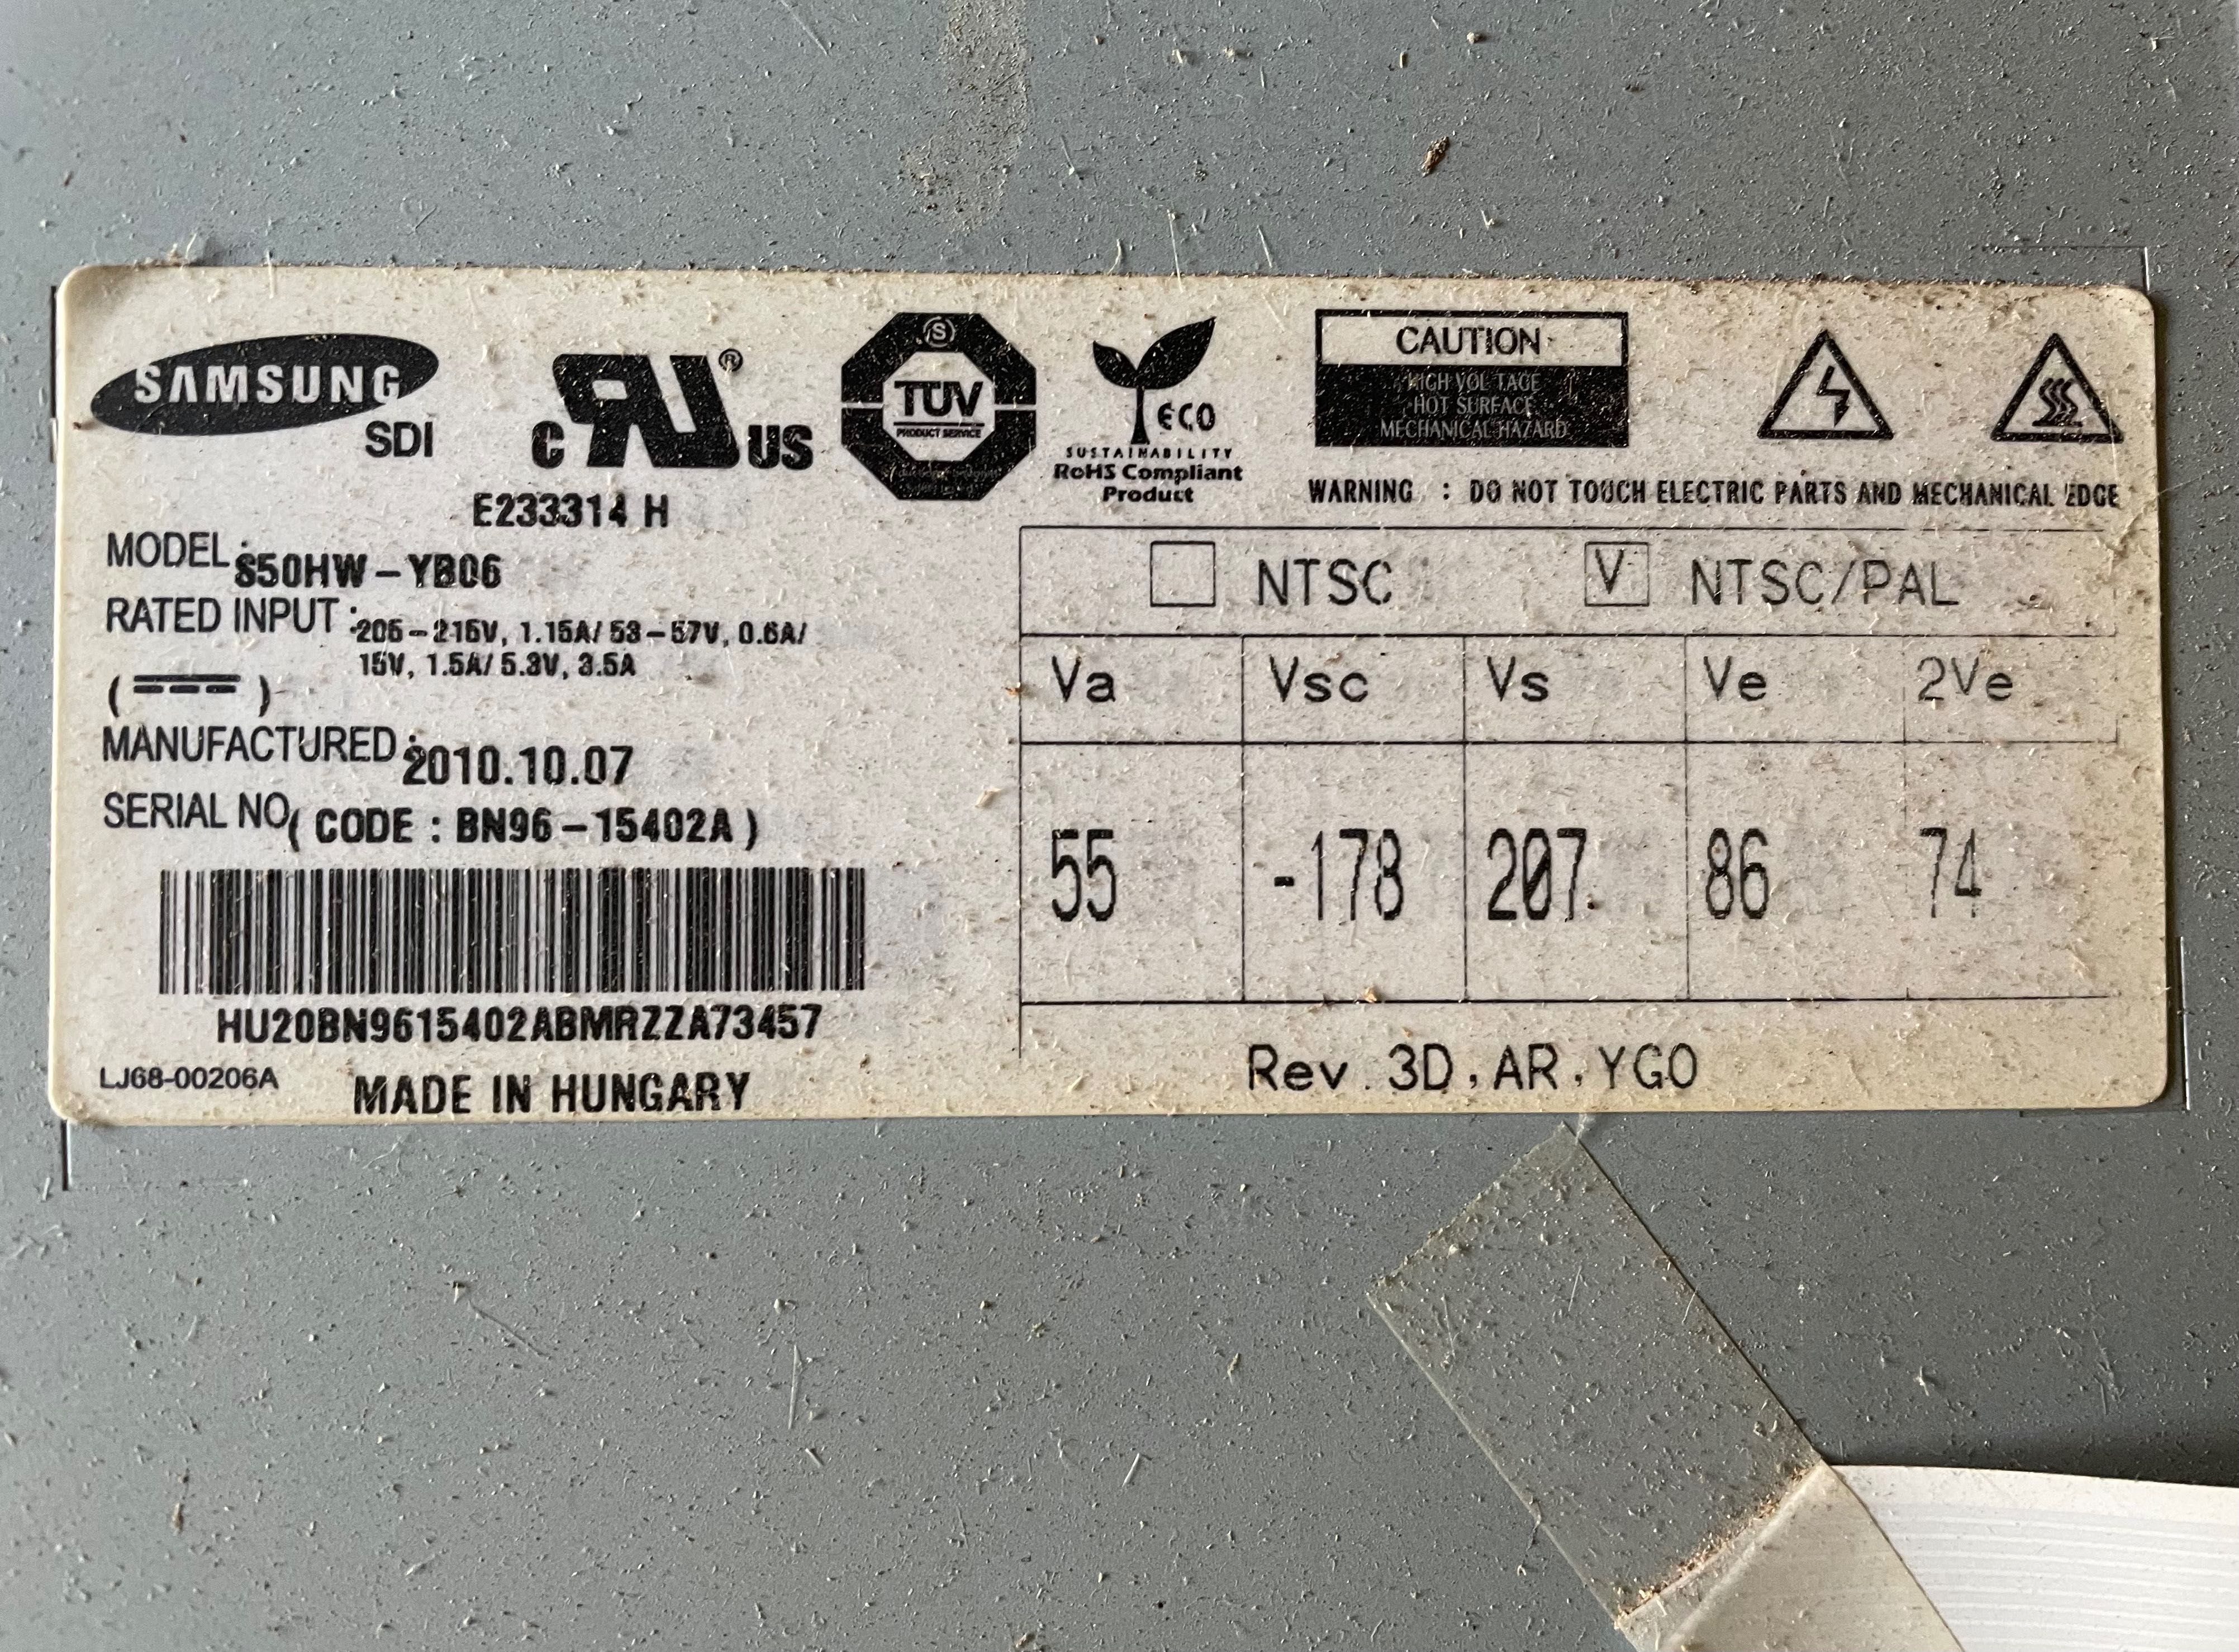 SAMSUNG
SDI
c RU ® US
E233314 H
S
TÜV
PRODUCT SERVICE
ECO
SUSTAINABILITY
RoHS Compliant
Product
CAUTION
HIGH VOLTAGE
HOT SURFACE
MECHANICAL HAZARD
WARNING : DO NOT TOUCH ELECTRIC PARTS AND MECHANICAL EDGE
MODEL : S50HW-YB06
RATED INPUT : 205-215V, 1.15A/ 53-57V, 0.6A/
15V, 1.5A/ 5.3V, 3.5A
( )
MANUFACTURED : 2010.10.07
SERIAL NO ( CODE : BN96-15402A )
HU20BN9615402ABMRZZA73457
LJ68-00206A MADE IN HUNGARY
NTSC V NTSC/PAL
Va Vsc Vs Ve 2Ve
55 -178 207 86 74
Rev. 3D, AR, YG0